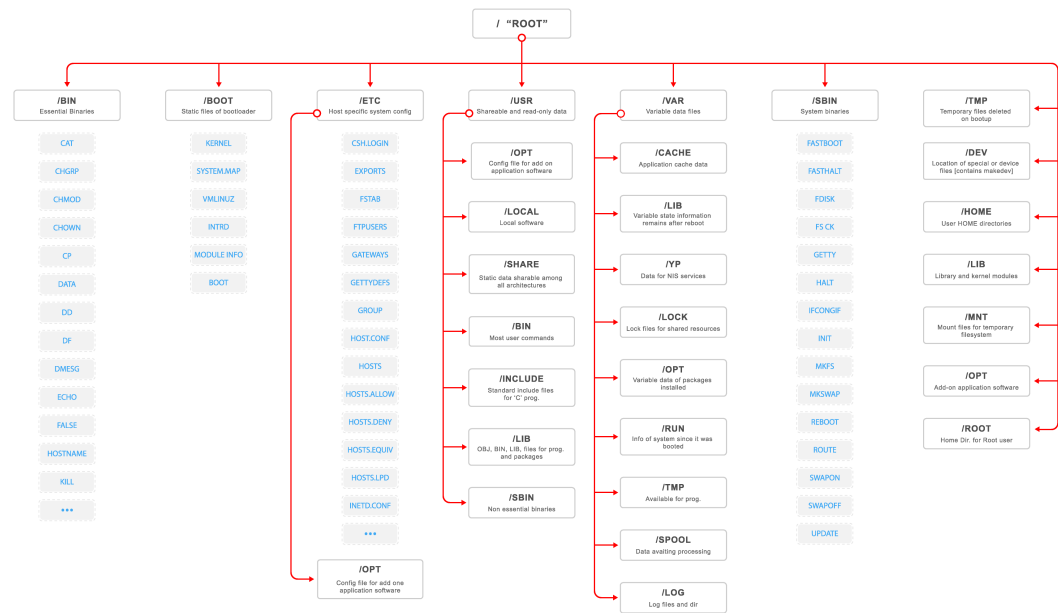 / “ROOT”
/BIN
Essential Binaries
CAT
CHGRP
CHMOD
CHOWN
CP
DATA
DD
DF
DMESG
ECHO
FALSE
HOSTNAME
KILL
•••
/BOOT
Static files of bootloader
KERNEL
SYSTEM.MAP
VMLINUZ
INTRD
MODULE INFO
BOOT
/ETC
Host specific system config
CSH.LOGIN
EXPORTS
FSTAB
FTPUSERS
GATEWAYS
GETTYDEFS
GROUP
HOST.CONF
HOSTS
HOSTS.ALLOW
HOSTS.DENY
HOSTS.EQUIV
HOSTS.LPD
INETD.CONF
•••
/OPT
Config file for add one
application software
/USR
Shareable and read-only data
/OPT
Config file for add on
application software
/LOCAL
Local software
/SHARE
Static data sharable among
all architectures
/BIN
Most user commands
/INCLUDE
Standard include files
for ‘C’ prog.
/LIB
OBJ, BIN, LIB, files for prog.
and packages
/SBIN
Non essential binaries
/VAR
Variable data files
/CACHE
Application cache data
/LIB
Variable state information
remains after reboot
/YP
Data for NIS services
/LOCK
Lock files for shared resources
/OPT
Variable data of packages
installed
/RUN
Info of system since it was
booted
/TMP
Available for prog.
/SPOOL
Data awaiting processing
/LOG
Log files and dir
/SBIN
System binaries
FASTBOOT
FASTHALT
FDISK
FS CK
GETTY
HALT
IFCONGIF
INIT
MKFS
MKSWAP
REBOOT
ROUTE
SWAPON
SWAPOFF
UPDATE
/TMP
Temporary files deleted
on bootup
/DEV
Location of special or device
files [contains makedev]
/HOME
User HOME directories
/LIB
Library and kernel modules
/MNT
Mount files for temporary
filesystem
/OPT
Add-on application software
/ROOT
Home Dir. for Root user